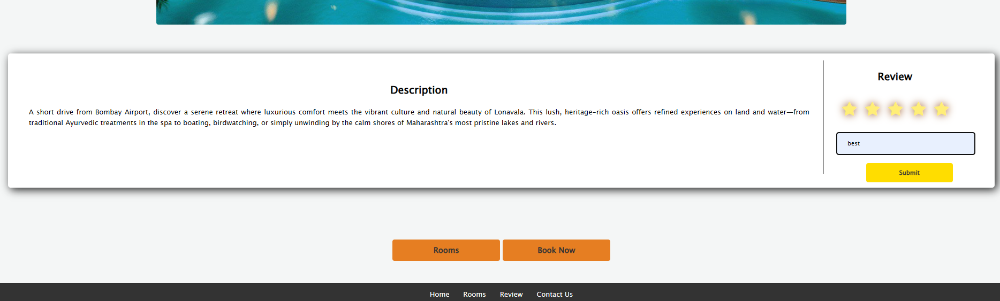 Description
A short drive from Bombay Airport, discover a serene retreat where luxurious comfort meets the vibrant culture and natural beauty of Lonavala. This lush, heritage-rich oasis offers refined experiences on land and water—from
traditional Ayurvedic treatments in the spa to boating, birdwatching, or simply unwinding by the calm shores of Maharashtra's most pristine lakes and rivers.
Review
best
Submit
Rooms
Book Now
Home Rooms Review Contact Us